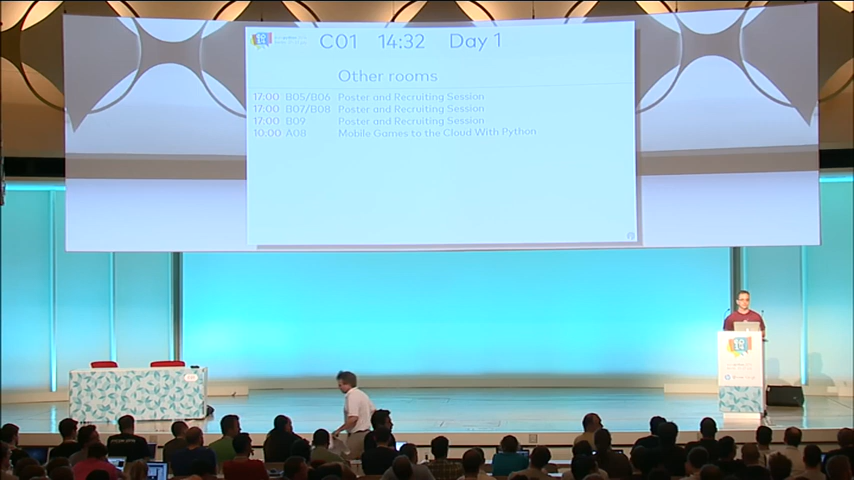 C01 14:32 Day 1
Other rooms
17:00 B05/B06 Poster and Recruiting Session
17:00 B07/B08 Poster and Recruiting Session
17:00 B09 Poster and Recruiting Session
10:00 A08 Mobile Games to the Cloud With Python